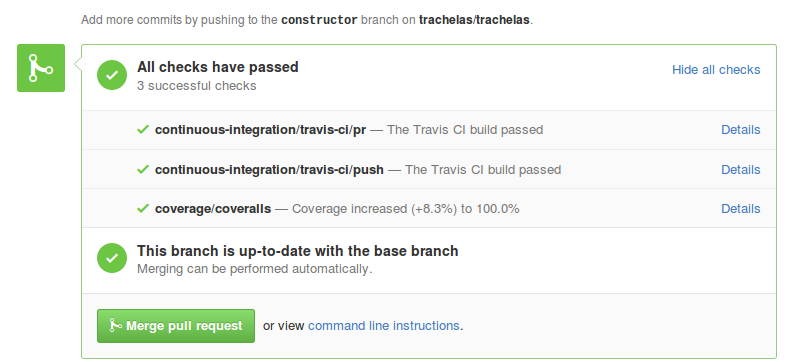 Add more commits by pushing to the constructor branch on trachelas/trachelas.
All checks have passed
Hide all checks
3 successful checks
continuous-integration/travis-ci/pr — The Travis CI build passed Details
continuous-integration/travis-ci/push — The Travis CI build passed Details
coverage/coveralls — Coverage increased (+8.3%) to 100.0% Details
This branch is up-to-date with the base branch
Merging can be performed automatically.
Merge pull request or view command line instructions.